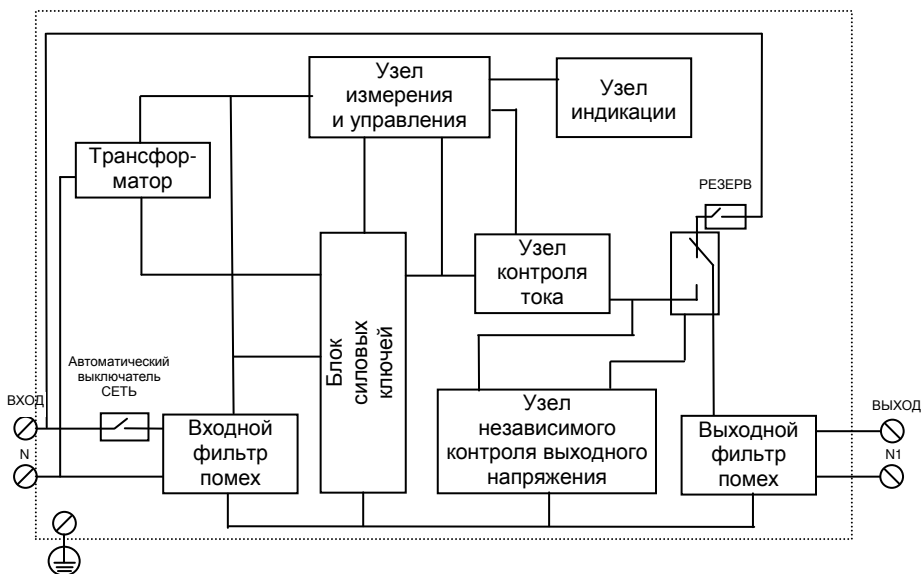 Узел
измерения
и управления
Узел
индикации
Трансфор-
матор
РЕЗЕРВ
Узел
контроля
тока
Блок
силовых
ключей
Автоматический
выключатель
СЕТЬ
ВХОД
N
Входной
фильтр
помех
Узел
независимого
контроля выходного
напряжения
Выходной
фильтр
помех
ВЫХОД
N1